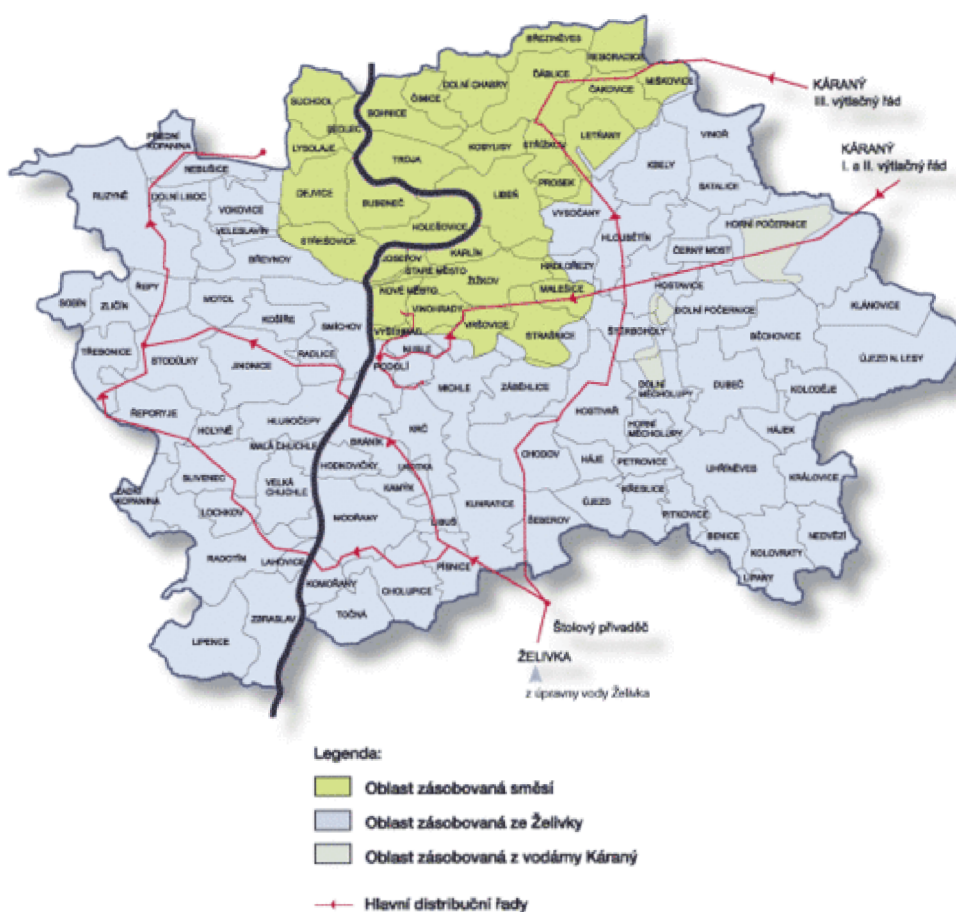 BŘEZINĚVES
DOLNÍ CHABRY
ĎÁBLICE
ČAKOVICE
MIŠKOVICE
KÁRANÝ
III. výtlačný řád
SUCHDOL
SEDLEC
BOHNICE
ČIMICE
LETŇANY
LYSOLAJE
TROJA
KOBYLISY
STŘÍŽKOV
VINOŘ
KÁRANÝ
I. a II. výtlačný řád
PŘEDNÍ
KOPANINA
NEBUŠICE
KBELY
SATALICE
RUZYNĚ
DOLNÍ LIBOC
VOKOVICE
DEJVICE
BUBENEČ
LIBEŇ
PROSEK
VYSOČANY
HORNÍ POČERNICE
VELESLAVÍN
HOLEŠOVICE
HLOUBĚTÍN
STŘEŠOVICE
BŘEVNOV
JOSEFOV
KARLÍN
ČERNÝ MOST
STARÉ MĚSTO
HRDLOŘEZY
ŘEPY
MOTOL
NOVÉ MĚSTO
ŽIŽKOV
MALEŠICE
HOSTAVICE
SOBÍN
ZLIČÍN
KOŠÍŘE
SMÍCHOV
VINOHRADY
DOLNÍ POČERNICE
KLÁNOVICE
VYŠEHRAD
VRŠOVICE
STRAŠNICE
ŠTĚRBOHOLY
BĚCHOVICE
TŘEBONICE
STODŮLKY
JINONICE
RADLICE
NUSLE
PODOLÍ
ÚJEZD N. LESY
MICHLE
ZÁBĚHLICE
DOLNÍ
MĚCHOLUPY
DUBEČ
KOLODĚJE
ŘEPORYJE
HLUBOČEPY
HOLYNĚ
KRČ
HOSTIVAŘ
HORNÍ
MĚCHOLUPY
HÁJEK
MALÁ CHUCHLE
BRANÍK
CHODOV
HÁJE
PETROVICE
UHŘÍNĚVES
SLIVENEC
VELKÁ
CHUCHLE
HODKOVIČKY
LHOTKA
KAMÝK
KRÁLOVICE
ZADNÍ
KOPANINA
LOCHKOV
MODŘANY
KUNRATICE
ÚJEZD
KŘESLICE
PITKOVICE
RADOTÍN
LAHOVICE
LIBUŠ
PÍSNICE
ŠEBEROV
BENICE
NEDVĚZÍ
KOLOVRATY
LIPANY
KOMOŘANY
CHOLUPICE
TOČNÁ
LIPENCE
ZBRASLAV
Štolový přivaděč
ŽELIVKA
z úpravny vody Želivka
Legenda:
Oblast zásobovaná směsí
Oblast zásobovaná ze Želivky
Oblast zásobovaná z vodárny Káraný
Hlavní distribuční řady